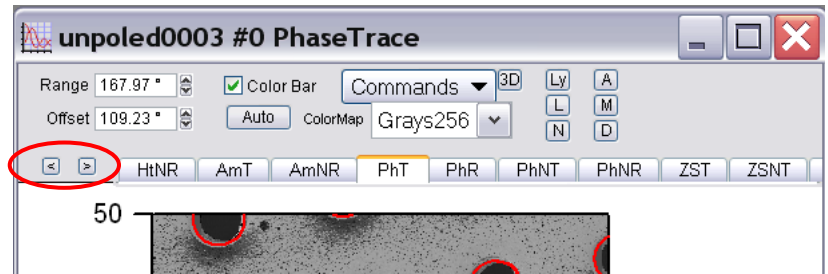 unpoled0003 #0 PhaseTrace
Range 167.97 ° Color Bar Commands 3D Ly A
Offset 109.23 ° Auto ColorMap Grays256 L M
N D
< > HtNR AmT AmNR PhT PhR PhNT PhNR ZST ZSNT
50